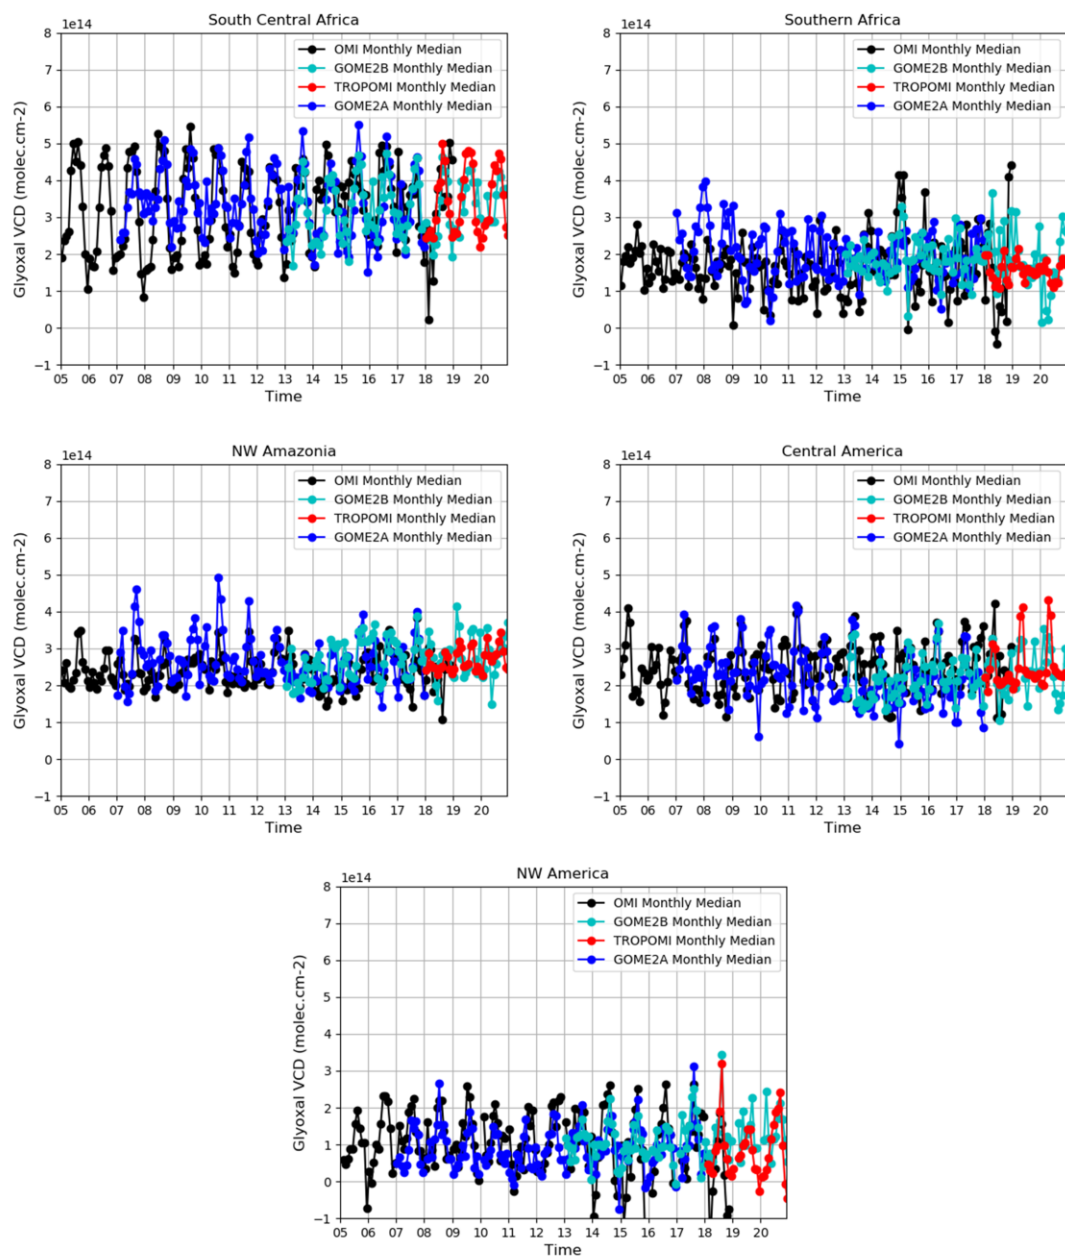 South Central Africa
1e14
OMI Monthly Median
GOME2B Monthly Median
TROPOMI Monthly Median
GOME2A Monthly Median
Glyoxal VCD (molec.cm-2)
8
7
6
5
4
3
2
1
0
−1
05 06 07 08 09 10 11 12 13 14 15 16 17 18 19 20
Time
Southern Africa
1e14
OMI Monthly Median
GOME2B Monthly Median
TROPOMI Monthly Median
GOME2A Monthly Median
Glyoxal VCD (molec.cm-2)
8
7
6
5
4
3
2
1
0
−1
05 06 07 08 09 10 11 12 13 14 15 16 17 18 19 20
Time
NW Amazonia
1e14
OMI Monthly Median
GOME2B Monthly Median
TROPOMI Monthly Median
GOME2A Monthly Median
Glyoxal VCD (molec.cm-2)
8
7
6
5
4
3
2
1
0
−1
05 06 07 08 09 10 11 12 13 14 15 16 17 18 19 20
Time
Central America
1e14
OMI Monthly Median
GOME2B Monthly Median
TROPOMI Monthly Median
GOME2A Monthly Median
Glyoxal VCD (molec.cm-2)
8
7
6
5
4
3
2
1
0
−1
05 06 07 08 09 10 11 12 13 14 15 16 17 18 19 20
Time
NW America
1e14
OMI Monthly Median
GOME2B Monthly Median
TROPOMI Monthly Median
GOME2A Monthly Median
Glyoxal VCD (molec.cm-2)
8
7
6
5
4
3
2
1
0
−1
05 06 07 08 09 10 11 12 13 14 15 16 17 18 19 20
Time